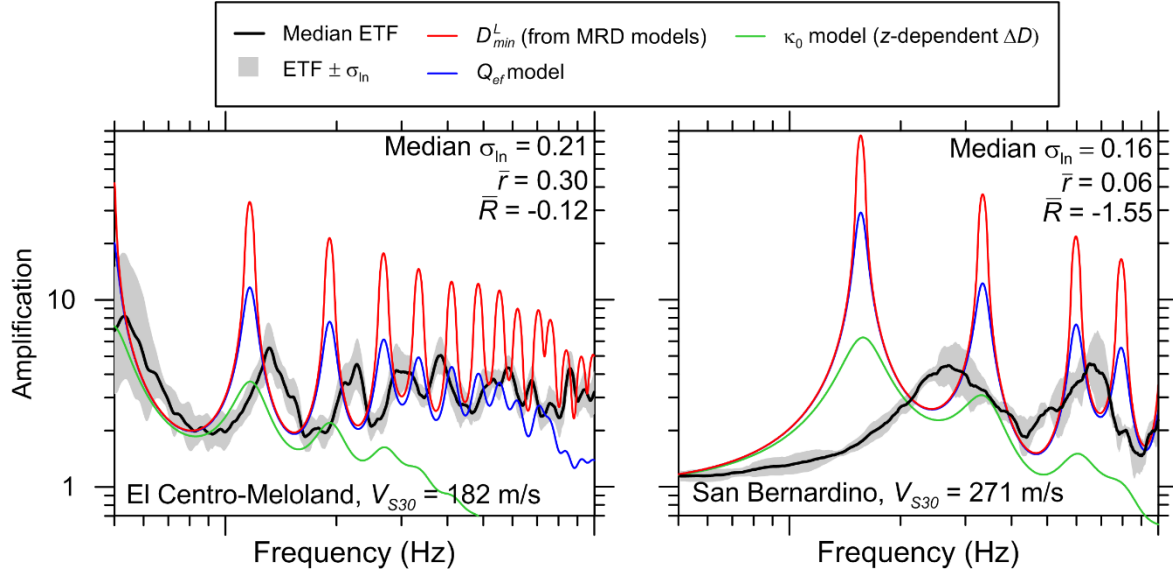 Median ETF
D^L_min (from MRD models)
κ0 model (z-dependent ΔD)
ETF ± σln
Qef model
Amplification
10
1
Median σln = 0.21
r̄ = 0.30
R̄ = -0.12
El Centro-Meloland, VS30 = 182 m/s
Frequency (Hz)
Median σln = 0.16
r̄ = 0.06
R̄ = -1.55
San Bernardino, VS30 = 271 m/s
Frequency (Hz)